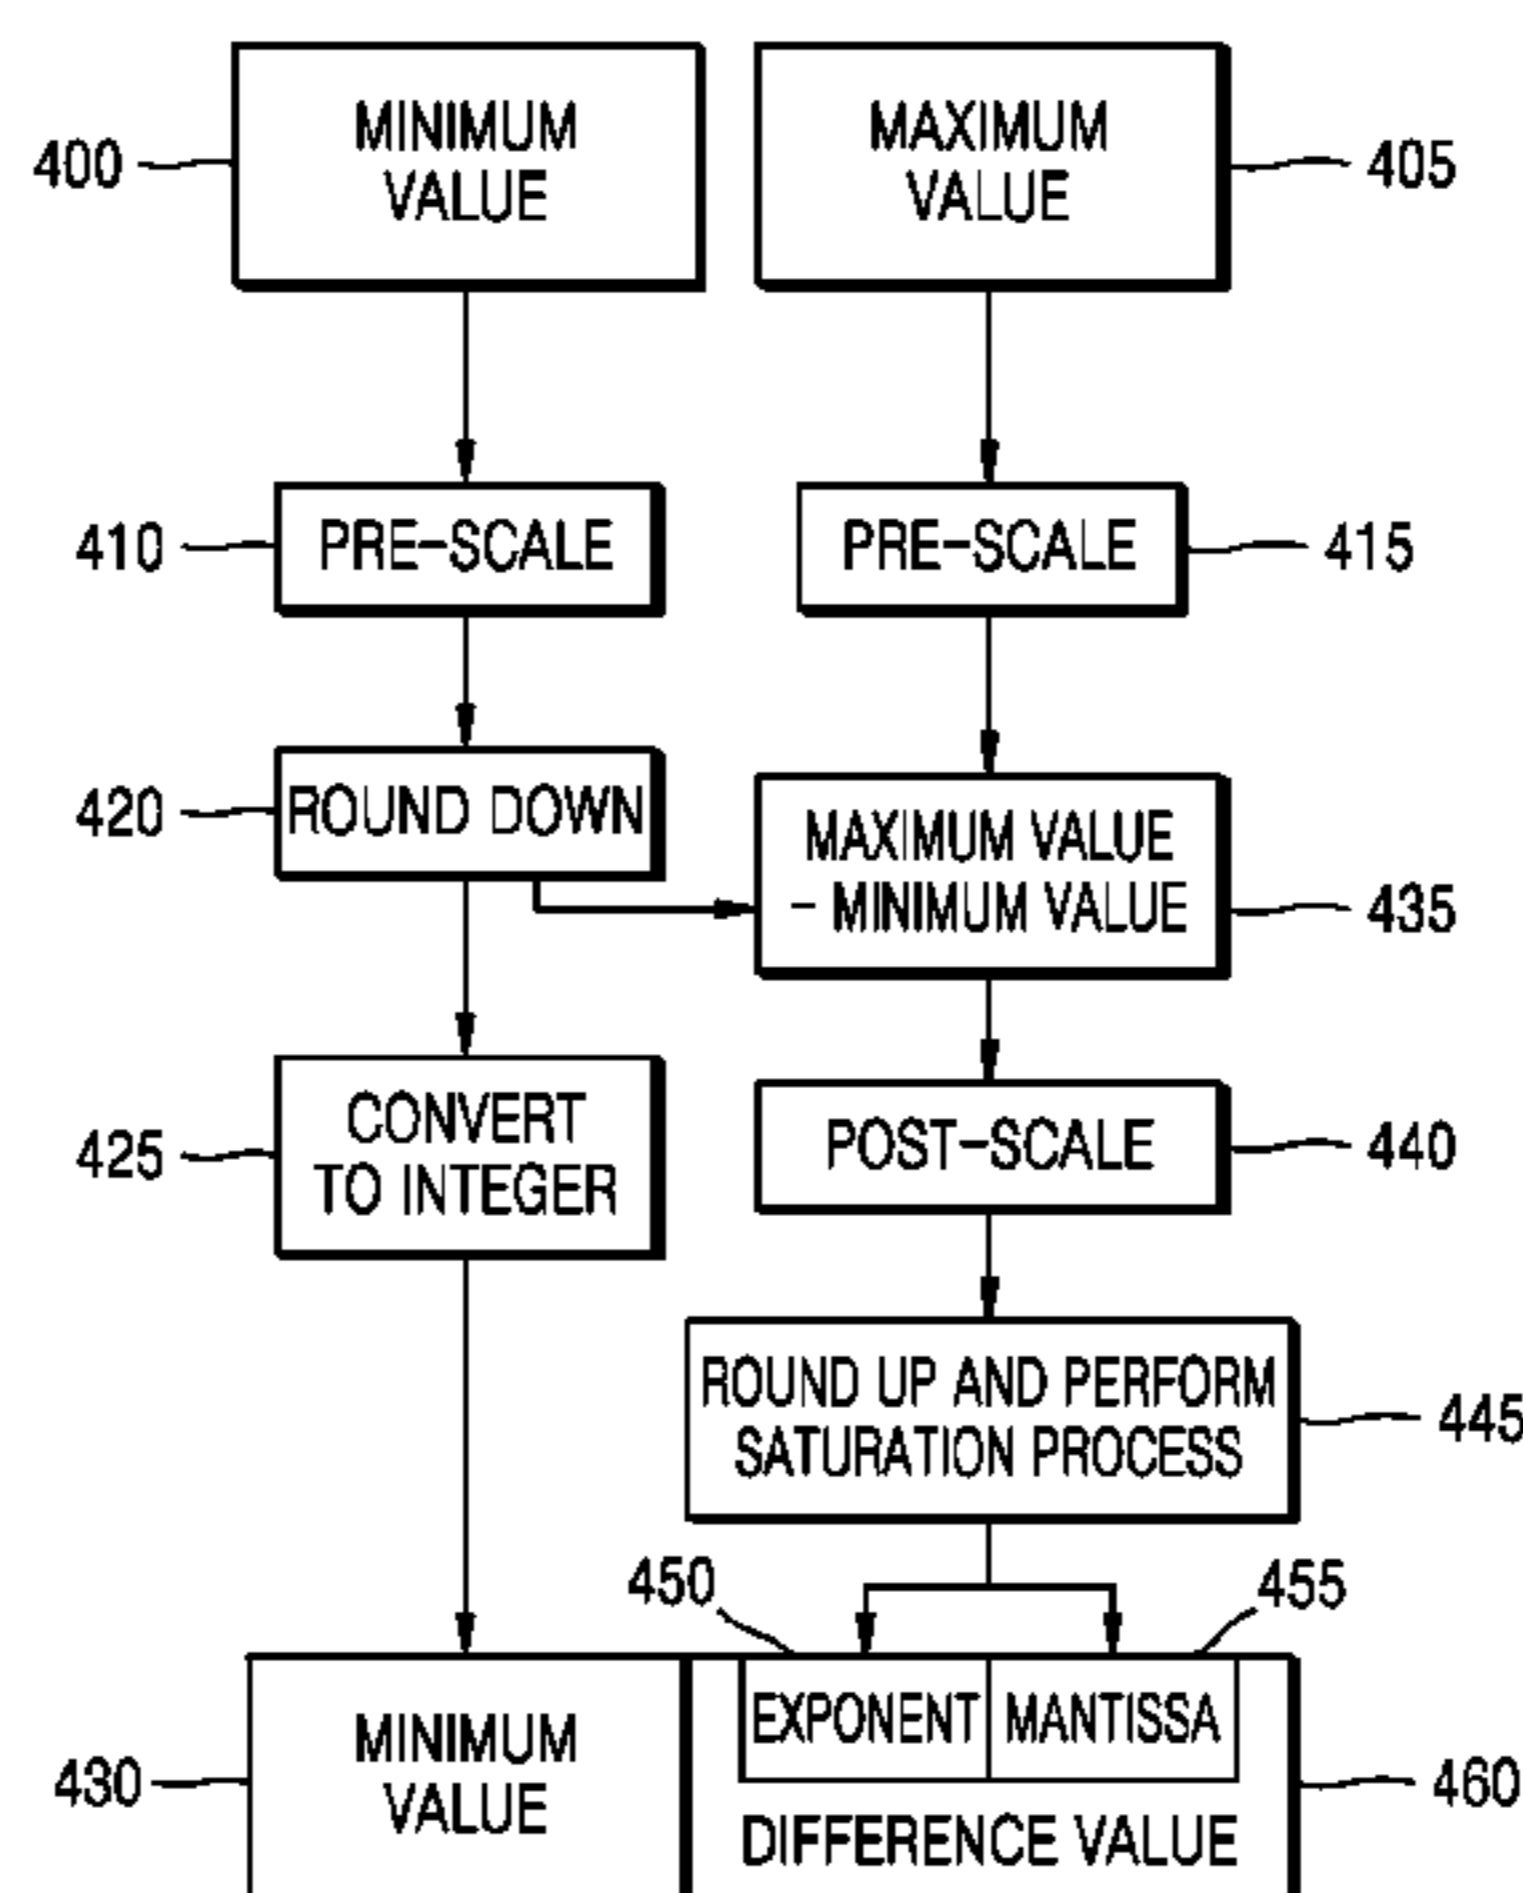 MINIMUM
VALUE
400
MAXIMUM
VALUE
405
410
PRE-SCALE
PRE-SCALE
415
420
ROUND DOWN
MAXIMUM VALUE
- MINIMUM VALUE
435
425
CONVERT
TO INTEGER
POST-SCALE
440
ROUND UP AND PERFORM
SATURATION PROCESS
445
450
455
EXPONENT
MANTISSA
430
MINIMUM
VALUE
DIFFERENCE VALUE
460